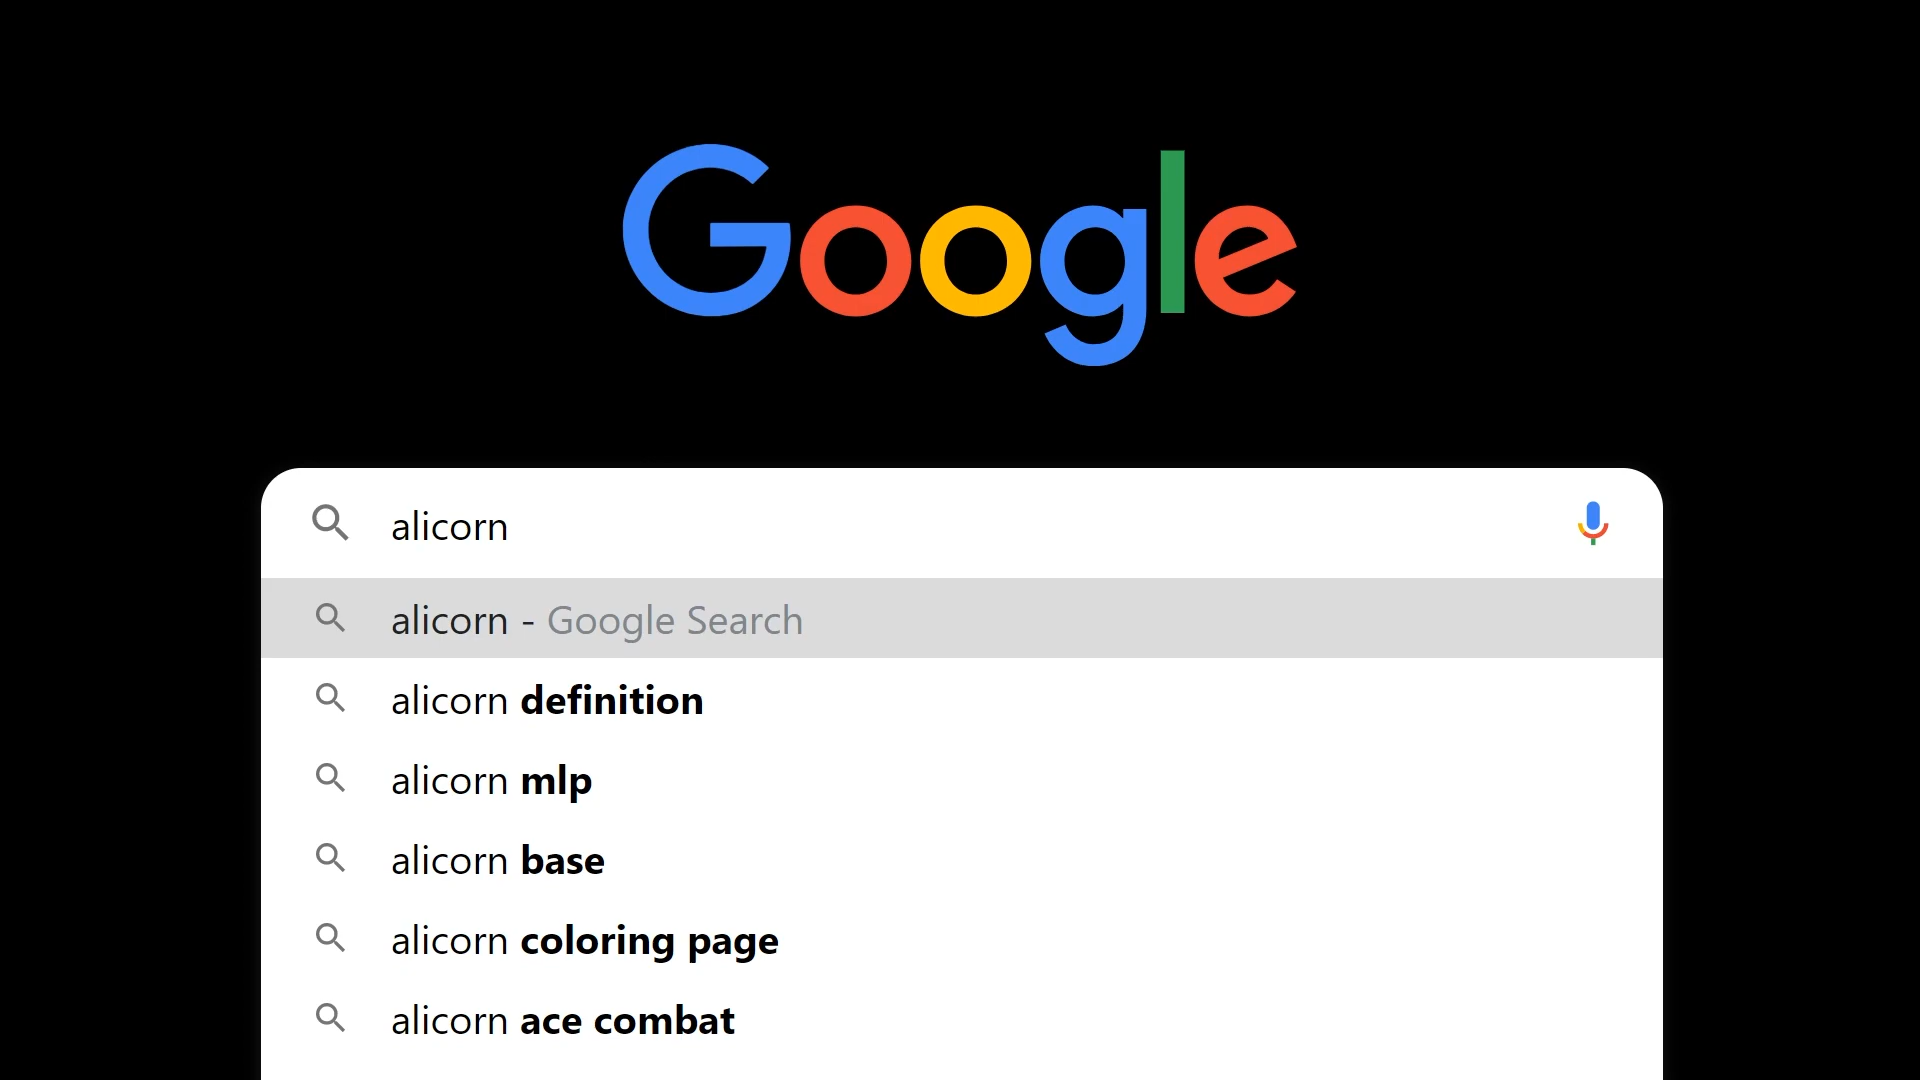 Google
alicorn
alicorn - Google Search
alicorn definition
alicorn mlp
alicorn base
alicorn coloring page
alicorn ace combat